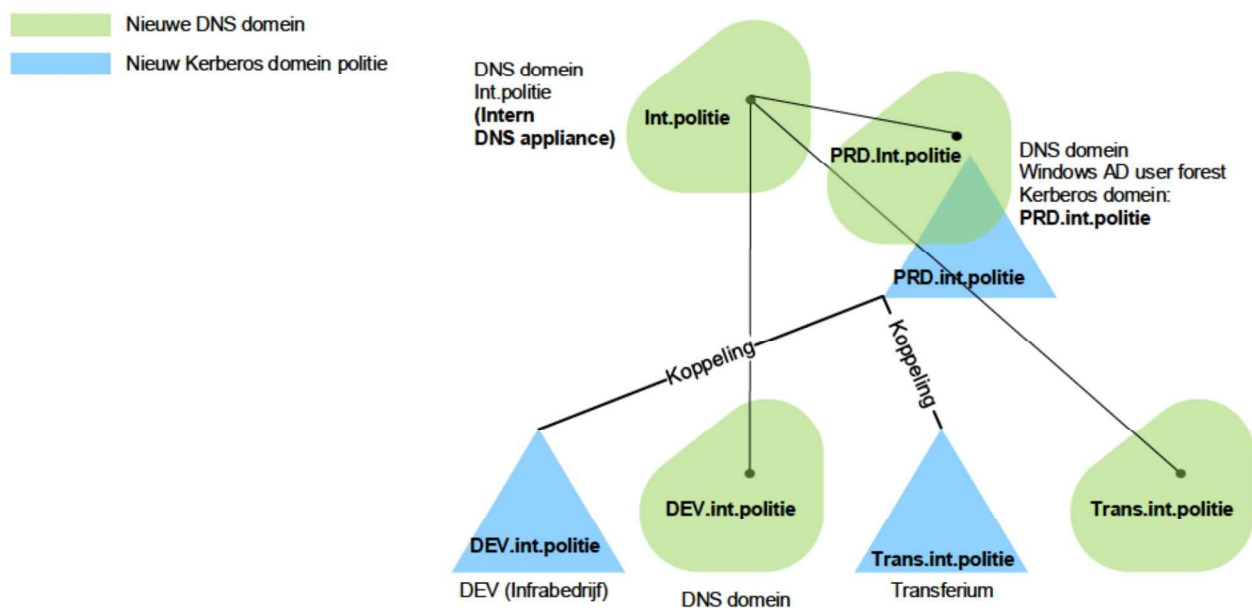 Nieuwe DNS domein
Nieuw Kerberos domein politie
DNS domein
Int.politie
(Intern
DNS appliance)
Int.politie
PRD.Int.politie
DNS domein
Windows AD user forest
Kerberos domein:
PRD.int.politie
PRD.int.politie
Koppeling
Koppeling
DEV.int.politie
DEV.int.politie
Trans.int.politie
Trans.int.politie
DEV (Infrabedrijf)
DNS domein
Transferium